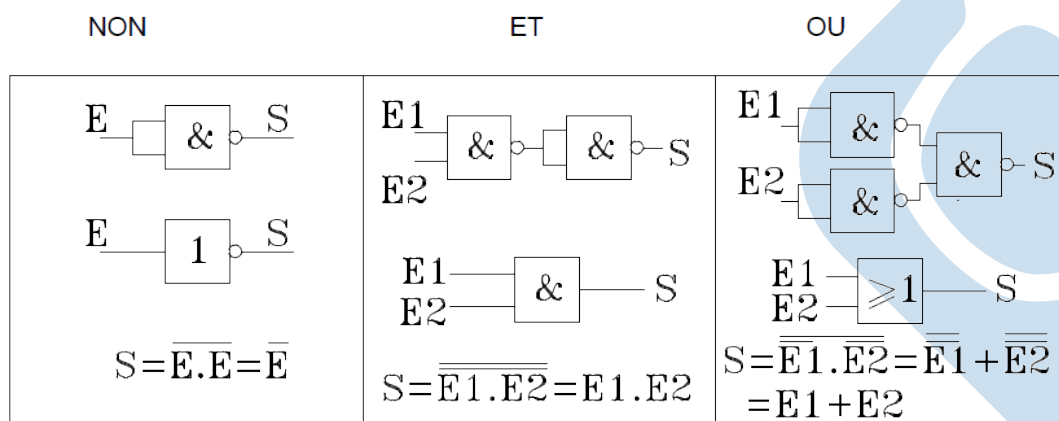 NON ET OU
E & S
E 1 S
S=E̅.̅E̅=E̅
E1
& & S
E2
E1
E2 & S
S=E̿1̿.̿E̿2̿=E1.E2
E1 &
& S
E2 &
E1
E2 ⩾1 S
S=E̿1̅.̅E̿2̅=E̿1̿+E̿2̿
=E1+E2